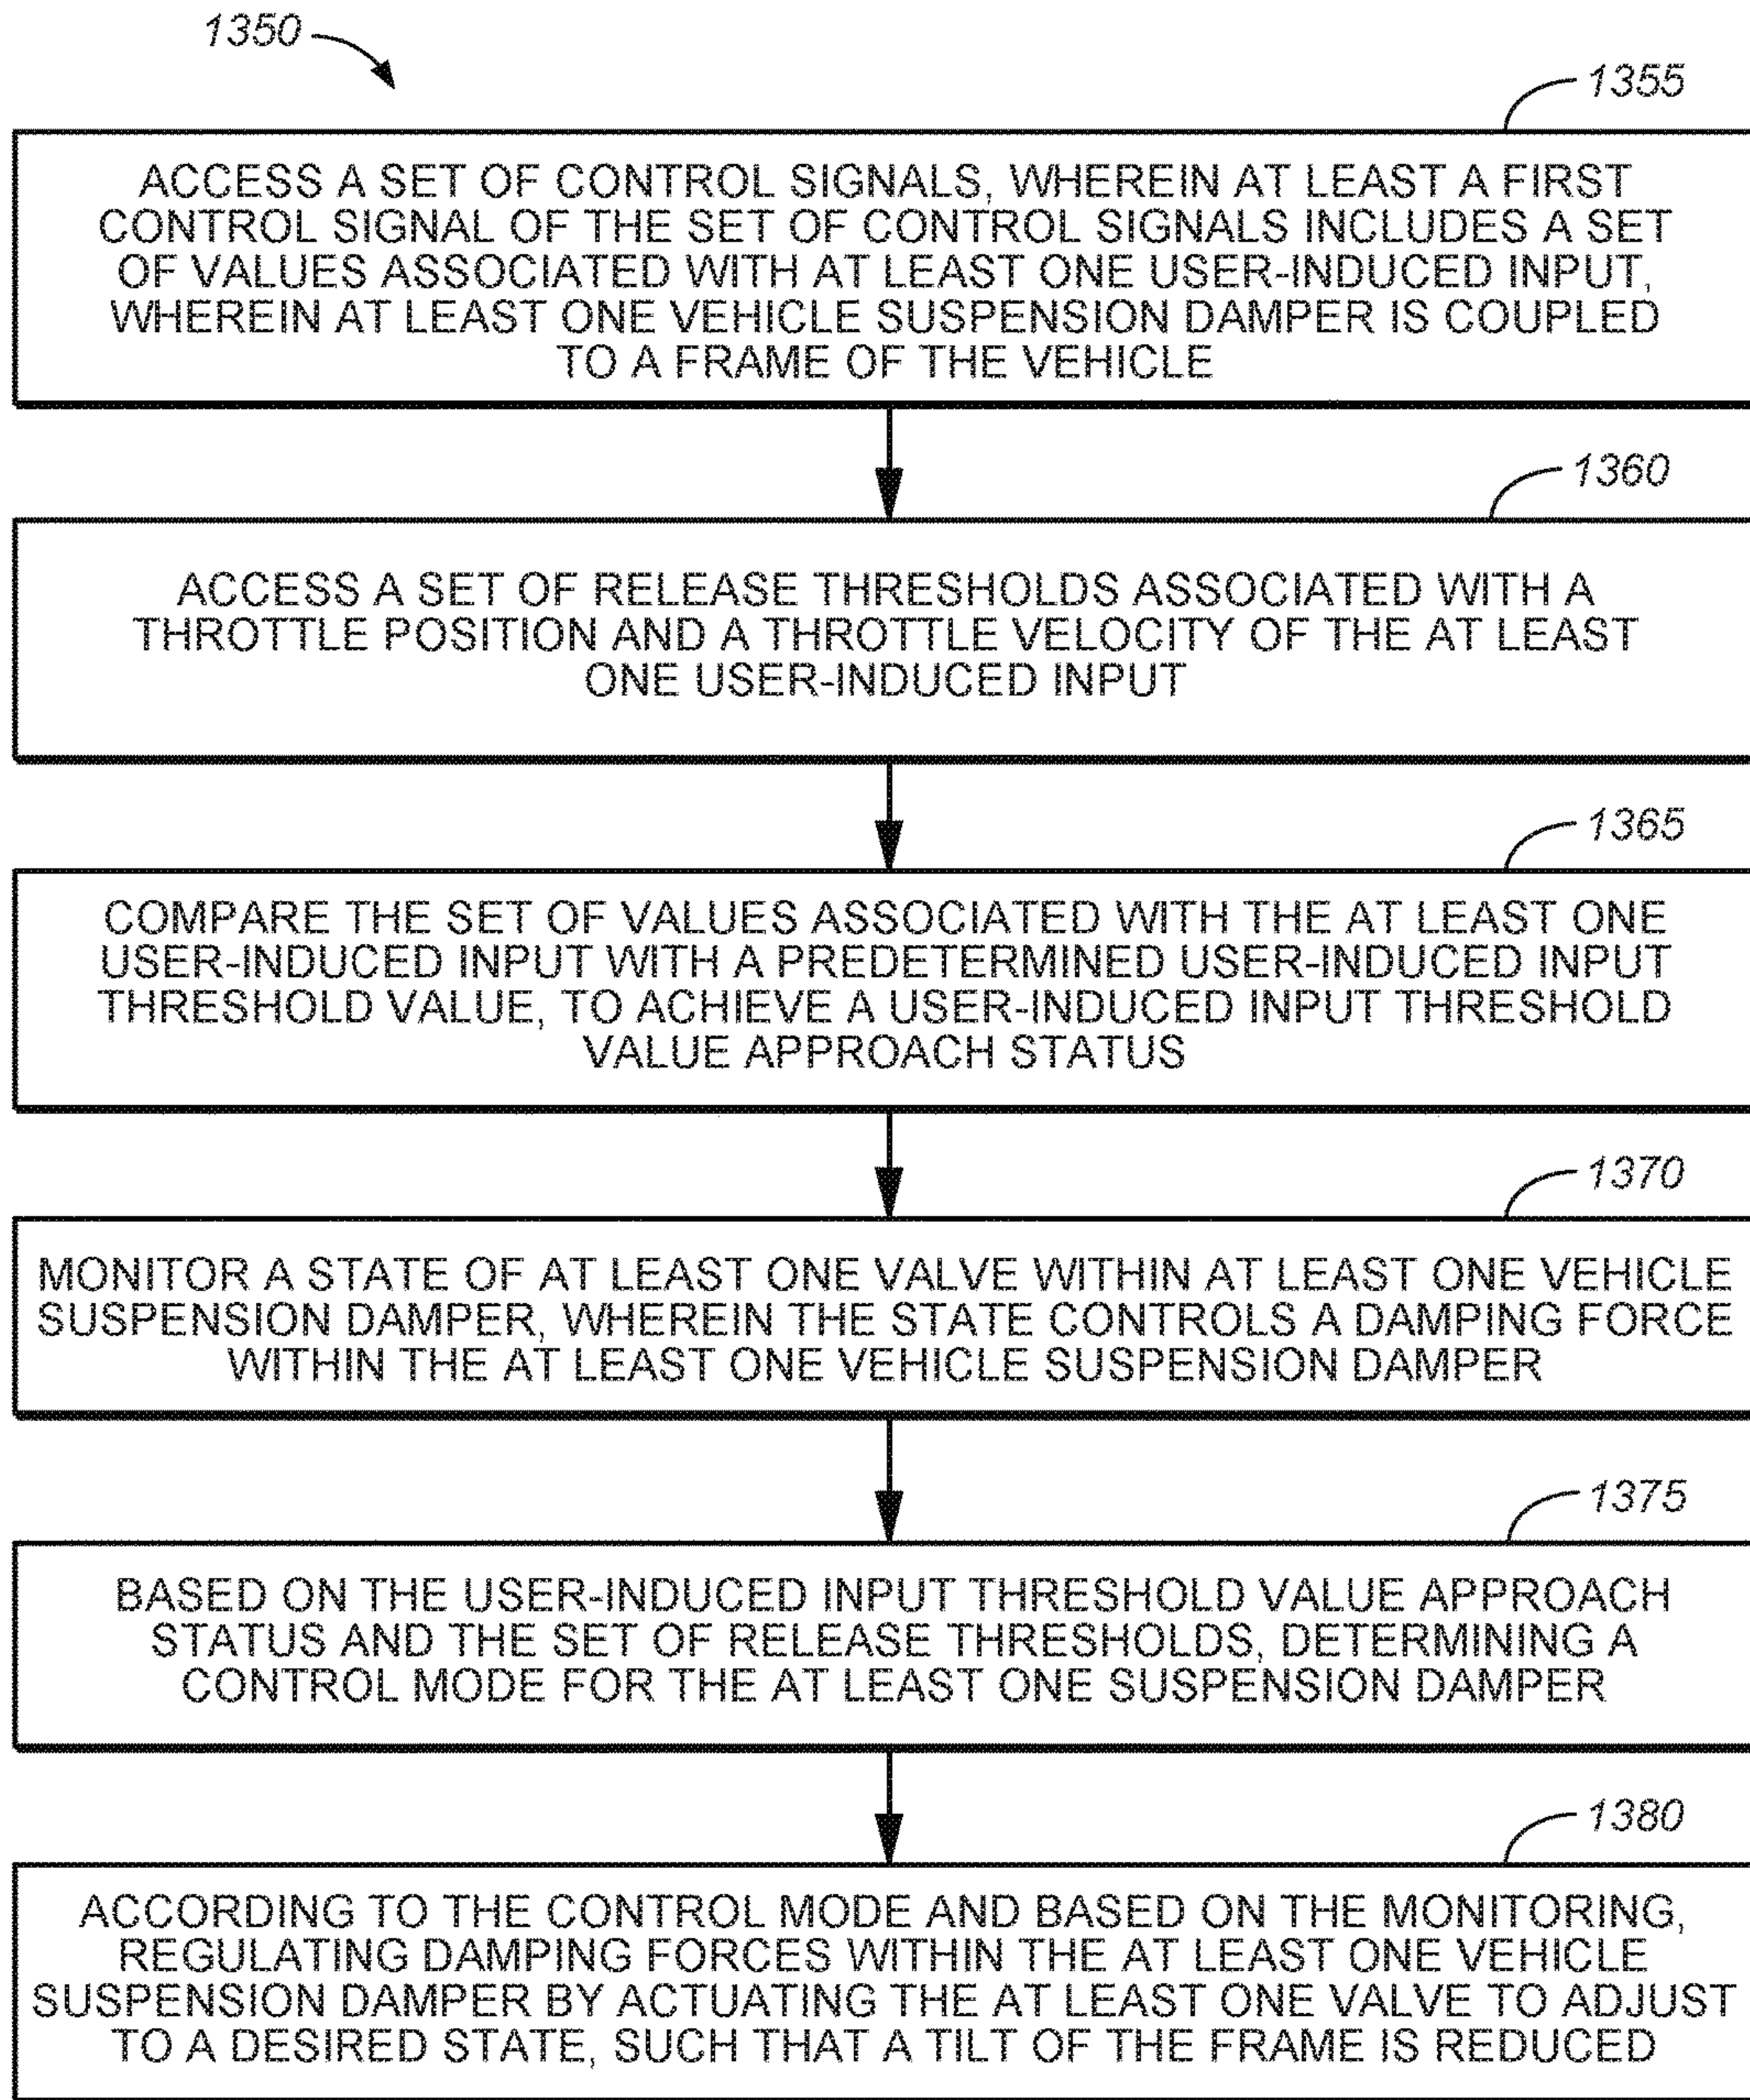 1350
1355
ACCESS A SET OF CONTROL SIGNALS, WHEREIN AT LEAST A FIRST
CONTROL SIGNAL OF THE SET OF CONTROL SIGNALS INCLUDES A SET
OF VALUES ASSOCIATED WITH AT LEAST ONE USER-INDUCED INPUT,
WHEREIN AT LEAST ONE VEHICLE SUSPENSION DAMPER IS COUPLED
TO A FRAME OF THE VEHICLE
1360
ACCESS A SET OF RELEASE THRESHOLDS ASSOCIATED WITH A
THROTTLE POSITION AND A THROTTLE VELOCITY OF THE AT LEAST
ONE USER-INDUCED INPUT
1365
COMPARE THE SET OF VALUES ASSOCIATED WITH THE AT LEAST ONE
USER-INDUCED INPUT WITH A PREDETERMINED USER-INDUCED INPUT
THRESHOLD VALUE, TO ACHIEVE A USER-INDUCED INPUT THRESHOLD
VALUE APPROACH STATUS
1370
MONITOR A STATE OF AT LEAST ONE VALVE WITHIN AT LEAST ONE VEHICLE
SUSPENSION DAMPER, WHEREIN THE STATE CONTROLS A DAMPING FORCE
WITHIN THE AT LEAST ONE VEHICLE SUSPENSION DAMPER
1375
BASED ON THE USER-INDUCED INPUT THRESHOLD VALUE APPROACH
STATUS AND THE SET OF RELEASE THRESHOLDS, DETERMINING A
CONTROL MODE FOR THE AT LEAST ONE SUSPENSION DAMPER
1380
ACCORDING TO THE CONTROL MODE AND BASED ON THE MONITORING,
REGULATING DAMPING FORCES WITHIN THE AT LEAST ONE VEHICLE
SUSPENSION DAMPER BY ACTUATING THE AT LEAST ONE VALVE TO ADJUST
TO A DESIRED STATE, SUCH THAT A TILT OF THE FRAME IS REDUCED